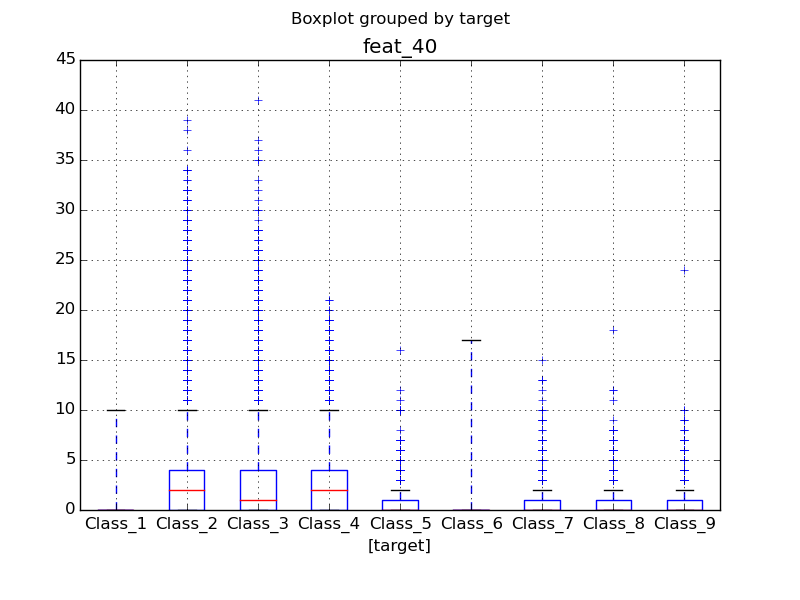 Boxplot grouped by target
feat_40
45
40
35
30
25
20
15
10
5
0
Class_1 Class_2 Class_3 Class_4 Class_5 Class_6 Class_7 Class_8 Class_9
[target]